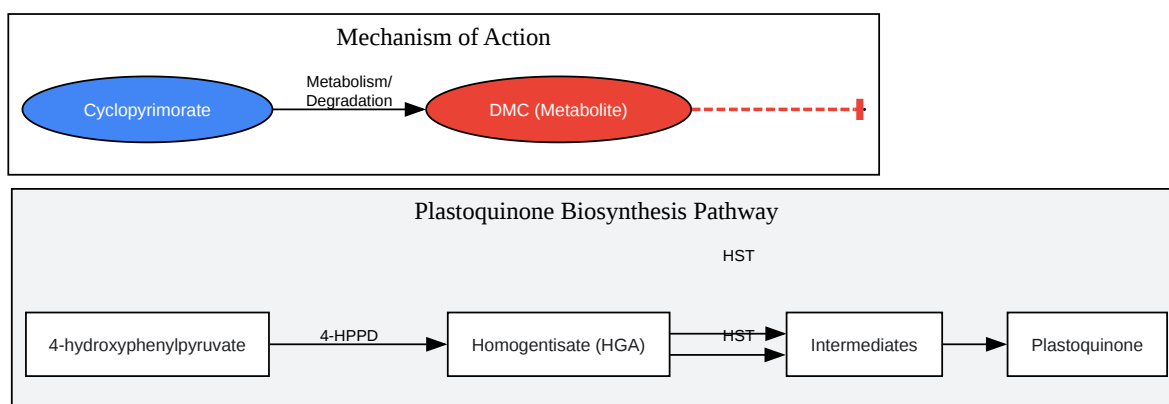 Mechanism of Action
Cyclopyrimorate
Metabolism/
Degradation
DMC (Metabolite)
Plastoquinone Biosynthesis Pathway
HST
4-hydroxyphenylpyruvate
4-HPPD
Homogentisate (HGA)
HST
Intermediates
Plastoquinone